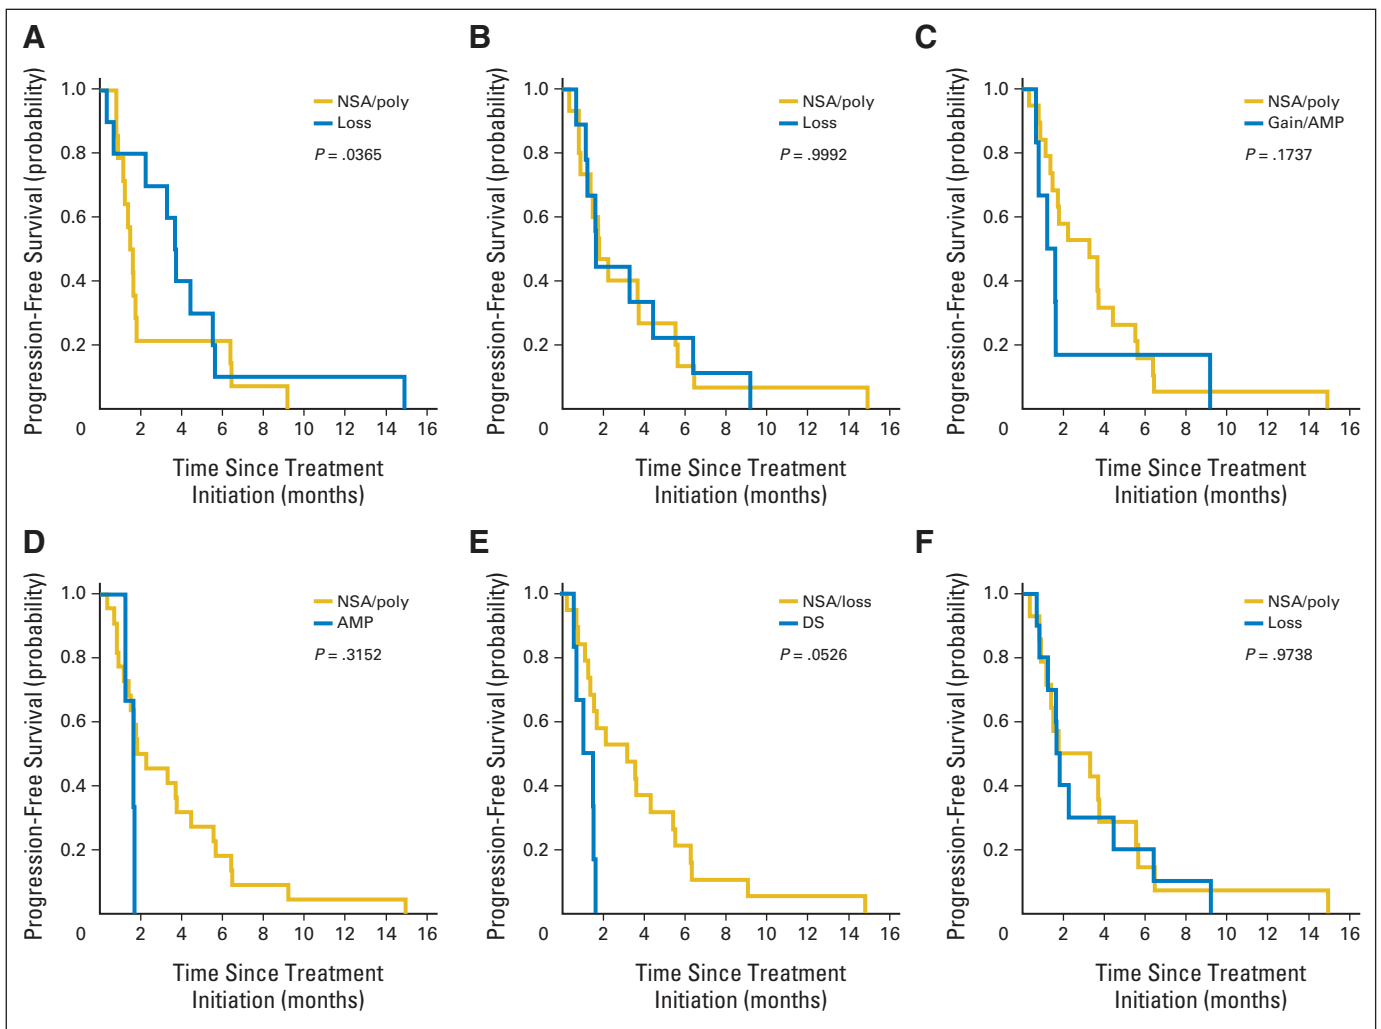 A
Progression-Free Survival (probability)
1.0
0.8
0.6
0.4
0.2
NSA/poly
Loss
P = .0365
0 2 4 6 8 10 12 14 16
Time Since Treatment
Initiation (months)
B
Progression-Free Survival (probability)
1.0
0.8
0.6
0.4
0.2
NSA/poly
Loss
P = .9992
0 2 4 6 8 10 12 14 16
Time Since Treatment
Initiation (months)
C
Progression-Free Survival (probability)
1.0
0.8
0.6
0.4
0.2
NSA/poly
Gain/AMP
P = .1737
0 2 4 6 8 10 12 14 16
Time Since Treatment
Initiation (months)
D
Progression-Free Survival (probability)
1.0
0.8
0.6
0.4
0.2
NSA/poly
AMP
P = .3152
0 2 4 6 8 10 12 14 16
Time Since Treatment
Initiation (months)
E
Progression-Free Survival (probability)
1.0
0.8
0.6
0.4
0.2
NSA/loss
DS
P = .0526
0 2 4 6 8 10 12 14 16
Time Since Treatment
Initiation (months)
F
Progression-Free Survival (probability)
1.0
0.8
0.6
0.4
0.2
NSA/poly
Loss
P = .9738
0 2 4 6 8 10 12 14 16
Time Since Treatment
Initiation (months)